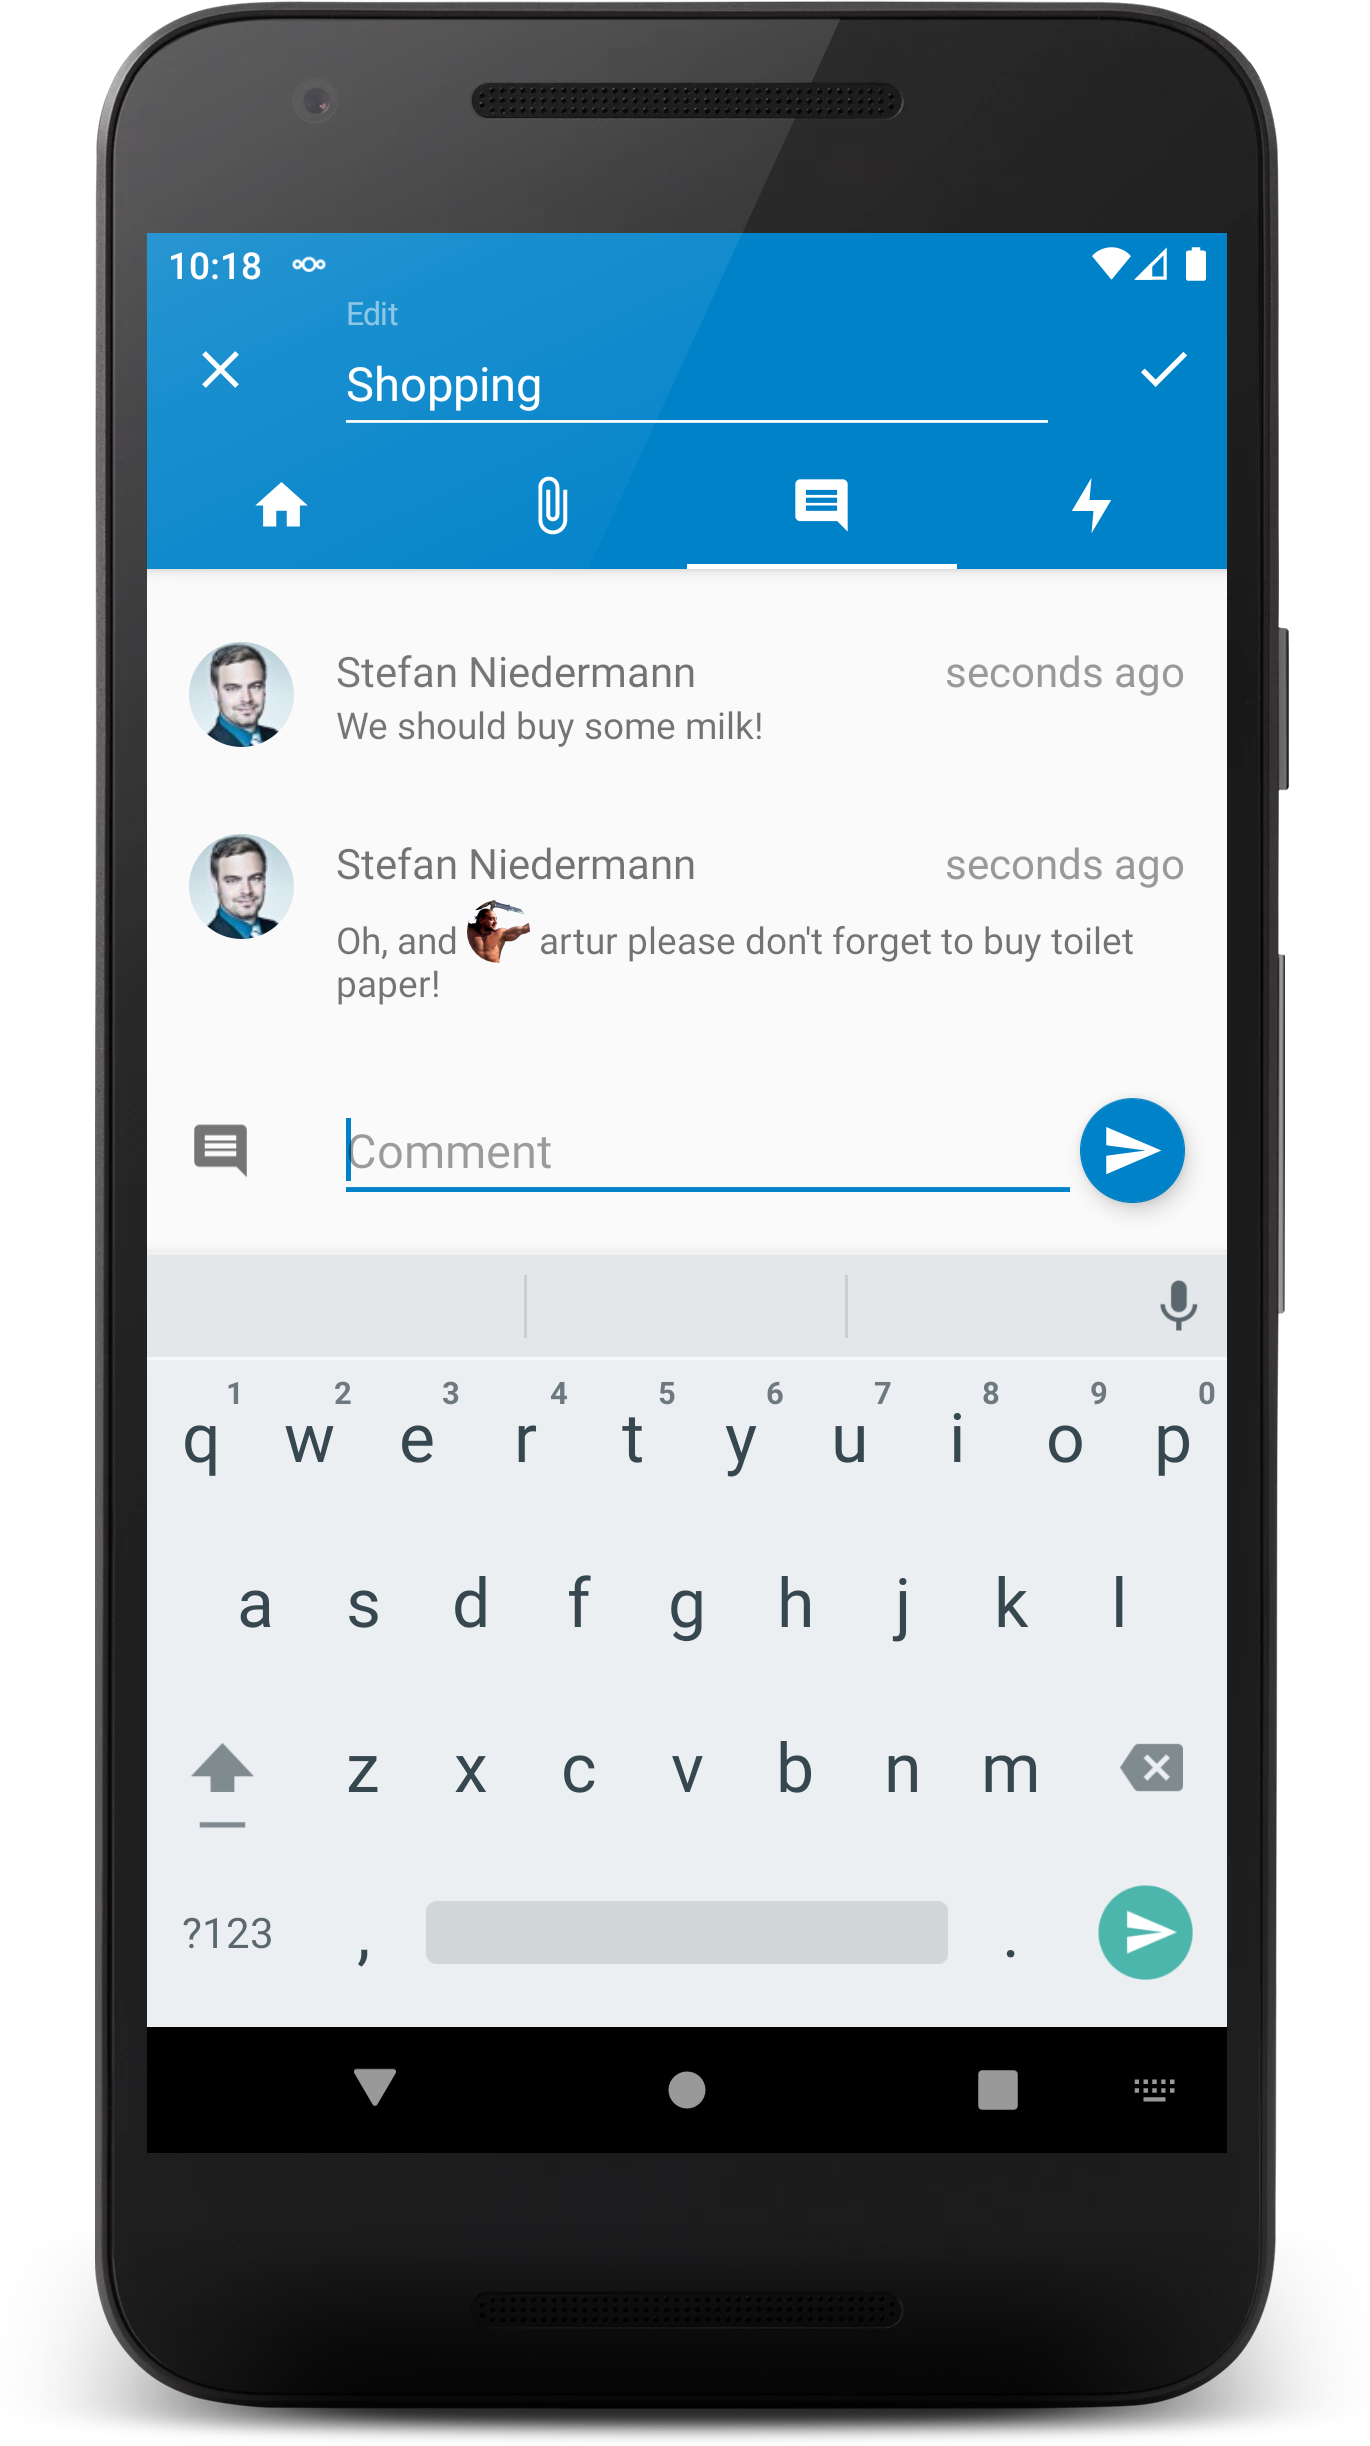 10:18
Edit
Shopping
Stefan Niedermann seconds ago
We should buy some milk!
Stefan Niedermann seconds ago
Oh, and artur please don't forget to buy toilet
paper!
Comment
1 2 3 4 5 6 7 8 9 0
q w e r t y u i o p
a s d f g h j k l
z x c v b n m
?123 , .